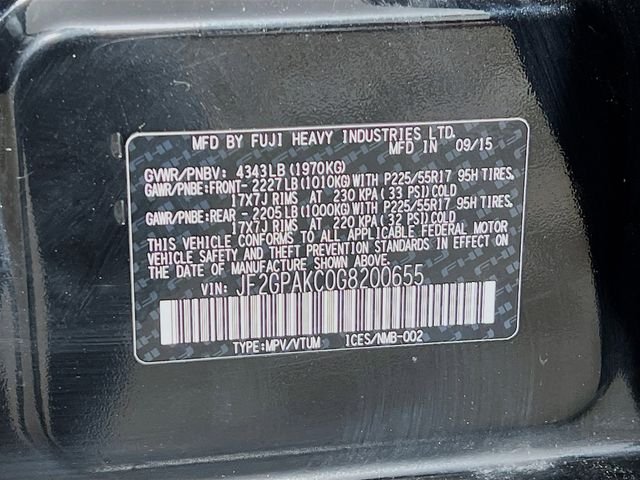 MFD BY FUJI HEAVY INDUSTRIES LTD.
MFD IN 09/15
GVWR/PNBV: 4343LB (1970KG)
GAWR/PNBE:FRONT- 2227LB(1010KG)WITH P225/55R17 95H TIRES.
17X7J RIMS AT 230 KPA (33 PSI)COLD
GAWR/PNBE:REAR - 2205LB(1000KG)WITH P225/55R17 95H TIRES.
17X7J RIMS AT 220 KPA (32 PSI)COLD
THIS VEHICLE CONFORMS TO ALL APPLICABLE FEDERAL MOTOR
VEHICLE SAFETY, BUMPER, AND THEFT PREVENTION STANDARDS IN EFFECT
ON THE DATE OF MANUFACTURE SHOWN ABOVE.
VIN: JF2GPAKC0G8200655
TYPE:MPV/VTUM ICES/NMB-002